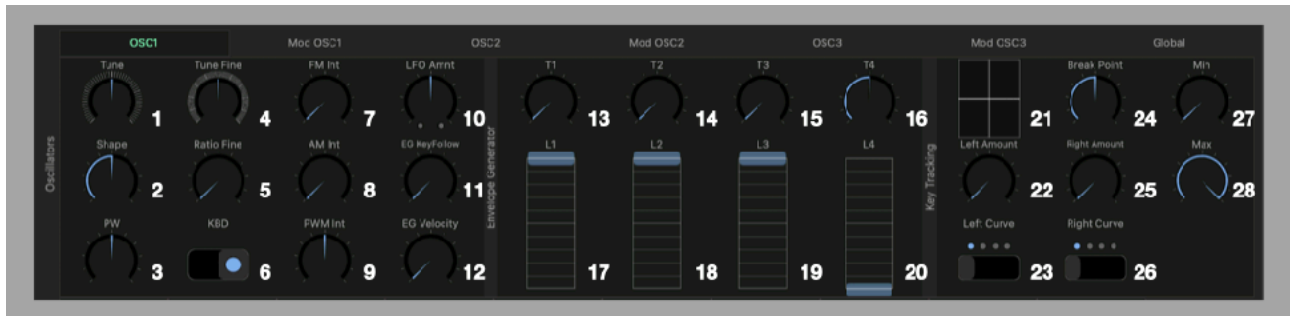 OSC1 Mod OSC1 OSC2 Mod OSC2 OSC3 Mod OSC3 Global
Tune Tune Fine FM Int LFO Amnt T1 T2 T3 T4 Break Point Min
1 4 7 10 13 14 15 16 21 24 27
Shape Ratio Fine AM Int EG KeyFollow L1 L2 L3 L4 Left Amount Right Amount Max
2 5 8 11 22 25 28
PW KBD FWM Int EG Velocity Left Curve Right Curve
3 6 9 12 17 18 19 20 23 26
Oscillators
Envelope Generator
Key Tracking